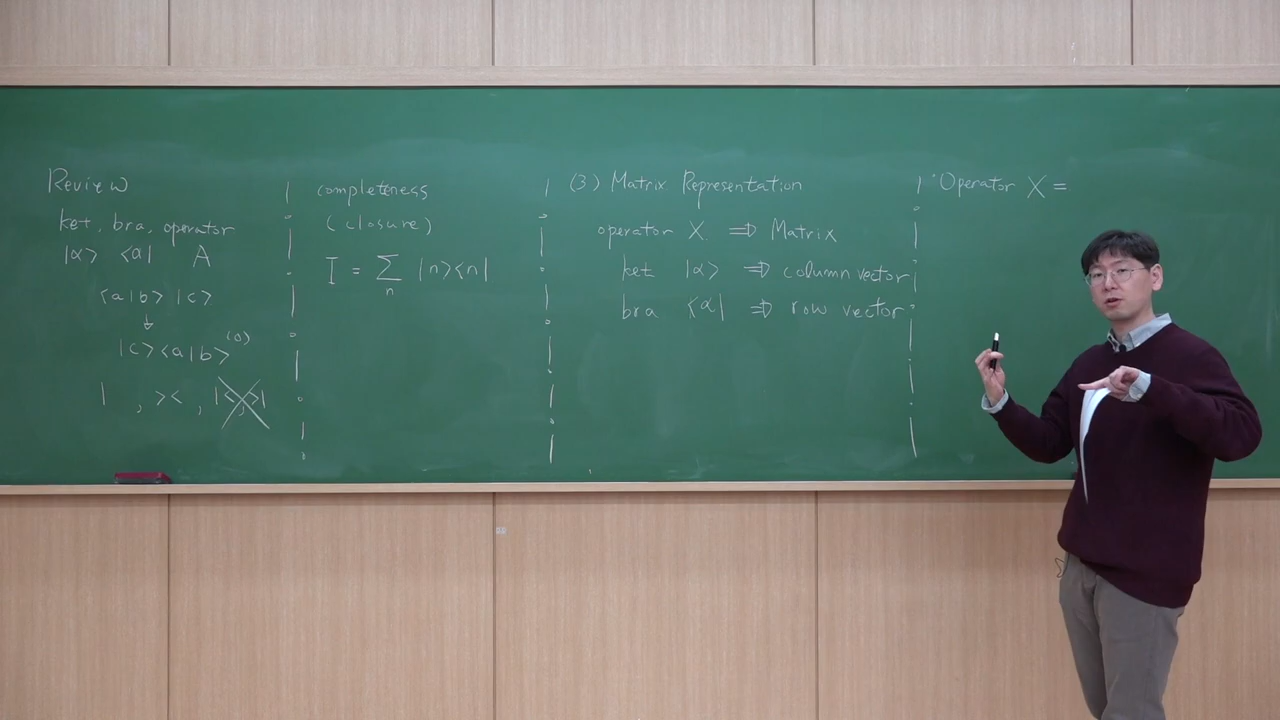 Review
ket, bra, operator
|α> <a| A
<a|b> |c>
↓
|c><a|b> (o)
| , >< , |<,>|
completeness
(closure)
I = Σ |n><n|
n
(3) Matrix Representation
operator X. ⇒ Matrix
ket |α> ⇒ column vector
bra <α| ⇒ row vector
· Operator X =